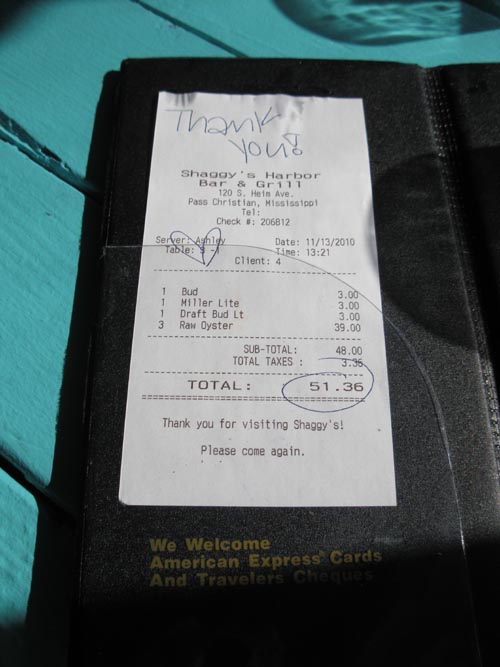 Thank
you!
Shaggy's Harbor
Bar & Grill
120 S. Heim Ave.
Pass Christian, Mississippi
Tel:
Check #: 206812
Server: Ashley Date: 11/13/2010
Table: 3 - Time: 13:21
Client: 4
1 Bud 3.00
1 Miller Lite 3.00
1 Draft Bud Lt 3.00
3 Raw Oyster 39.00
SUB-TOTAL: 48.00
TOTAL TAXES : 3.36
TOTAL: 51.36
Thank you for visiting Shaggy's!
Please come again.
We Welcome
American Express® Cards
And Travelers Cheques